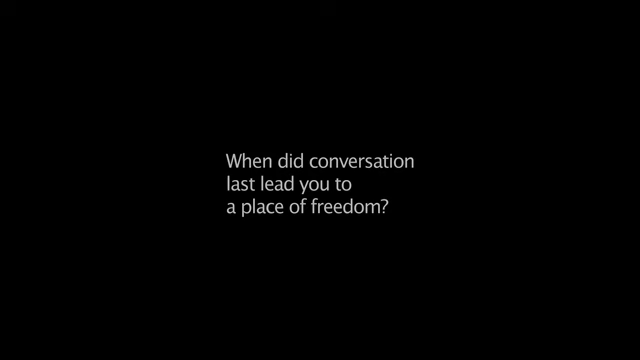 When did conversation
last lead you to
a place of freedom?